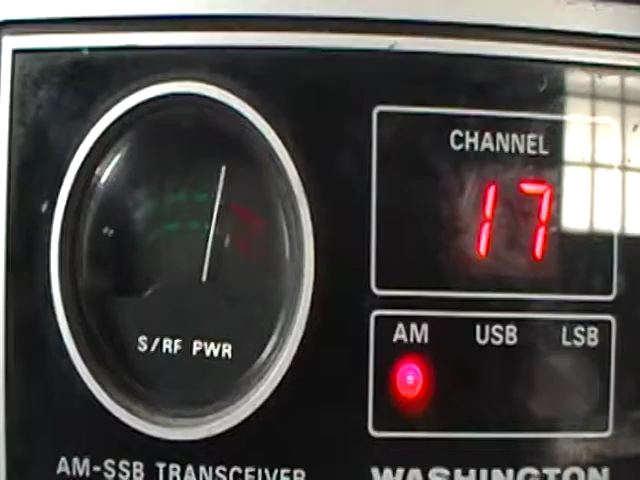 CHANNEL
17
AM USB LSB
S/RF PWR
AM-SSB TRANSCEIVER
WASHINGTON